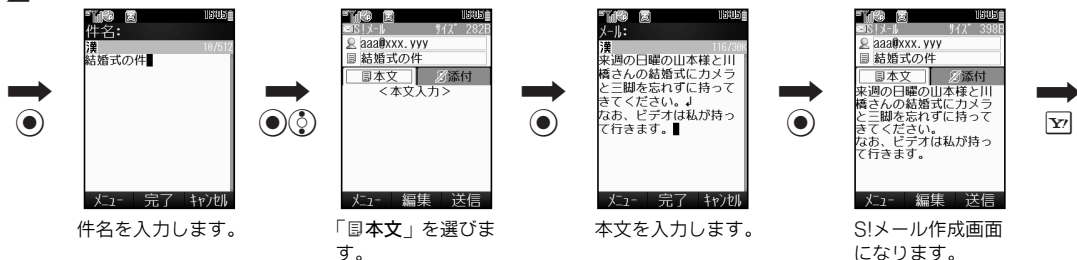 16:05
件名:
漢 10/512
結婚式の件
メニュー 完了 キャンセル
件名を入力します。
16:05
S!メール サイズ 282B
aaa@xxx.yyy
結婚式の件
本文 添付
<本文入力>
メニュー 編集 送信
「本文」を選びま
す。
16:05
メール:
漢 116/30K
来週の日曜の山本様と川
橋さんの結婚式にカメラ
と三脚を忘れずに持って
きてください。↲
なお、ビデオは私が持っ
て行きます。
メニュー 完了 キャンセル
本文を入力します。
16:05
S!メール サイズ 398B
aaa@xxx.yyy
結婚式の件
本文 添付
来週の日曜の山本様と川
橋さんの結婚式にカメラ
と三脚を忘れずに持って
きてください。
なお、ビデオは私が持っ
て行きます。
メニュー 編集 送信
S!メール作成画面
になります。
Y!